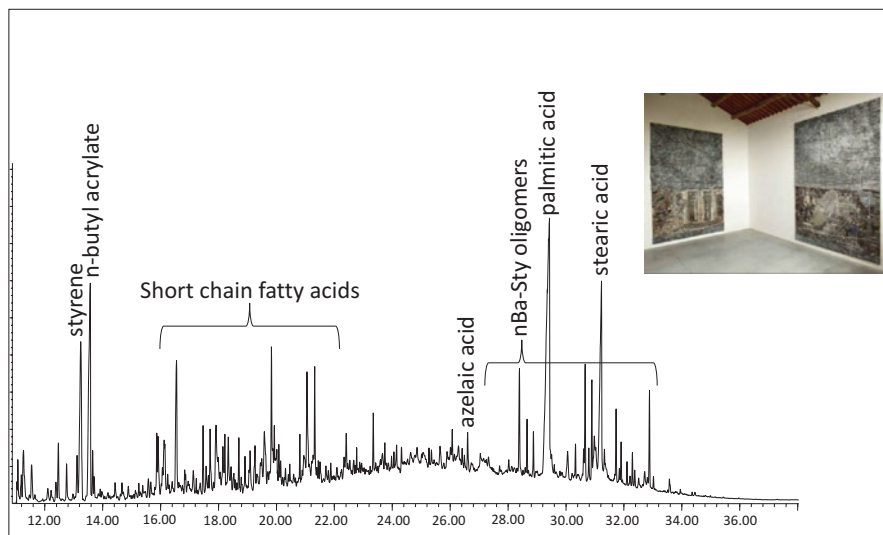 styrene
n-butyl acrylate
Short chain fatty acids
azelaic acid
nBa-Sty oligomers
palmitic acid
stearic acid
12.00 14.00 16.00 18.00 20.00 22.00 24.00 26.00 28.00 30.00 32.00 34.00 36.00